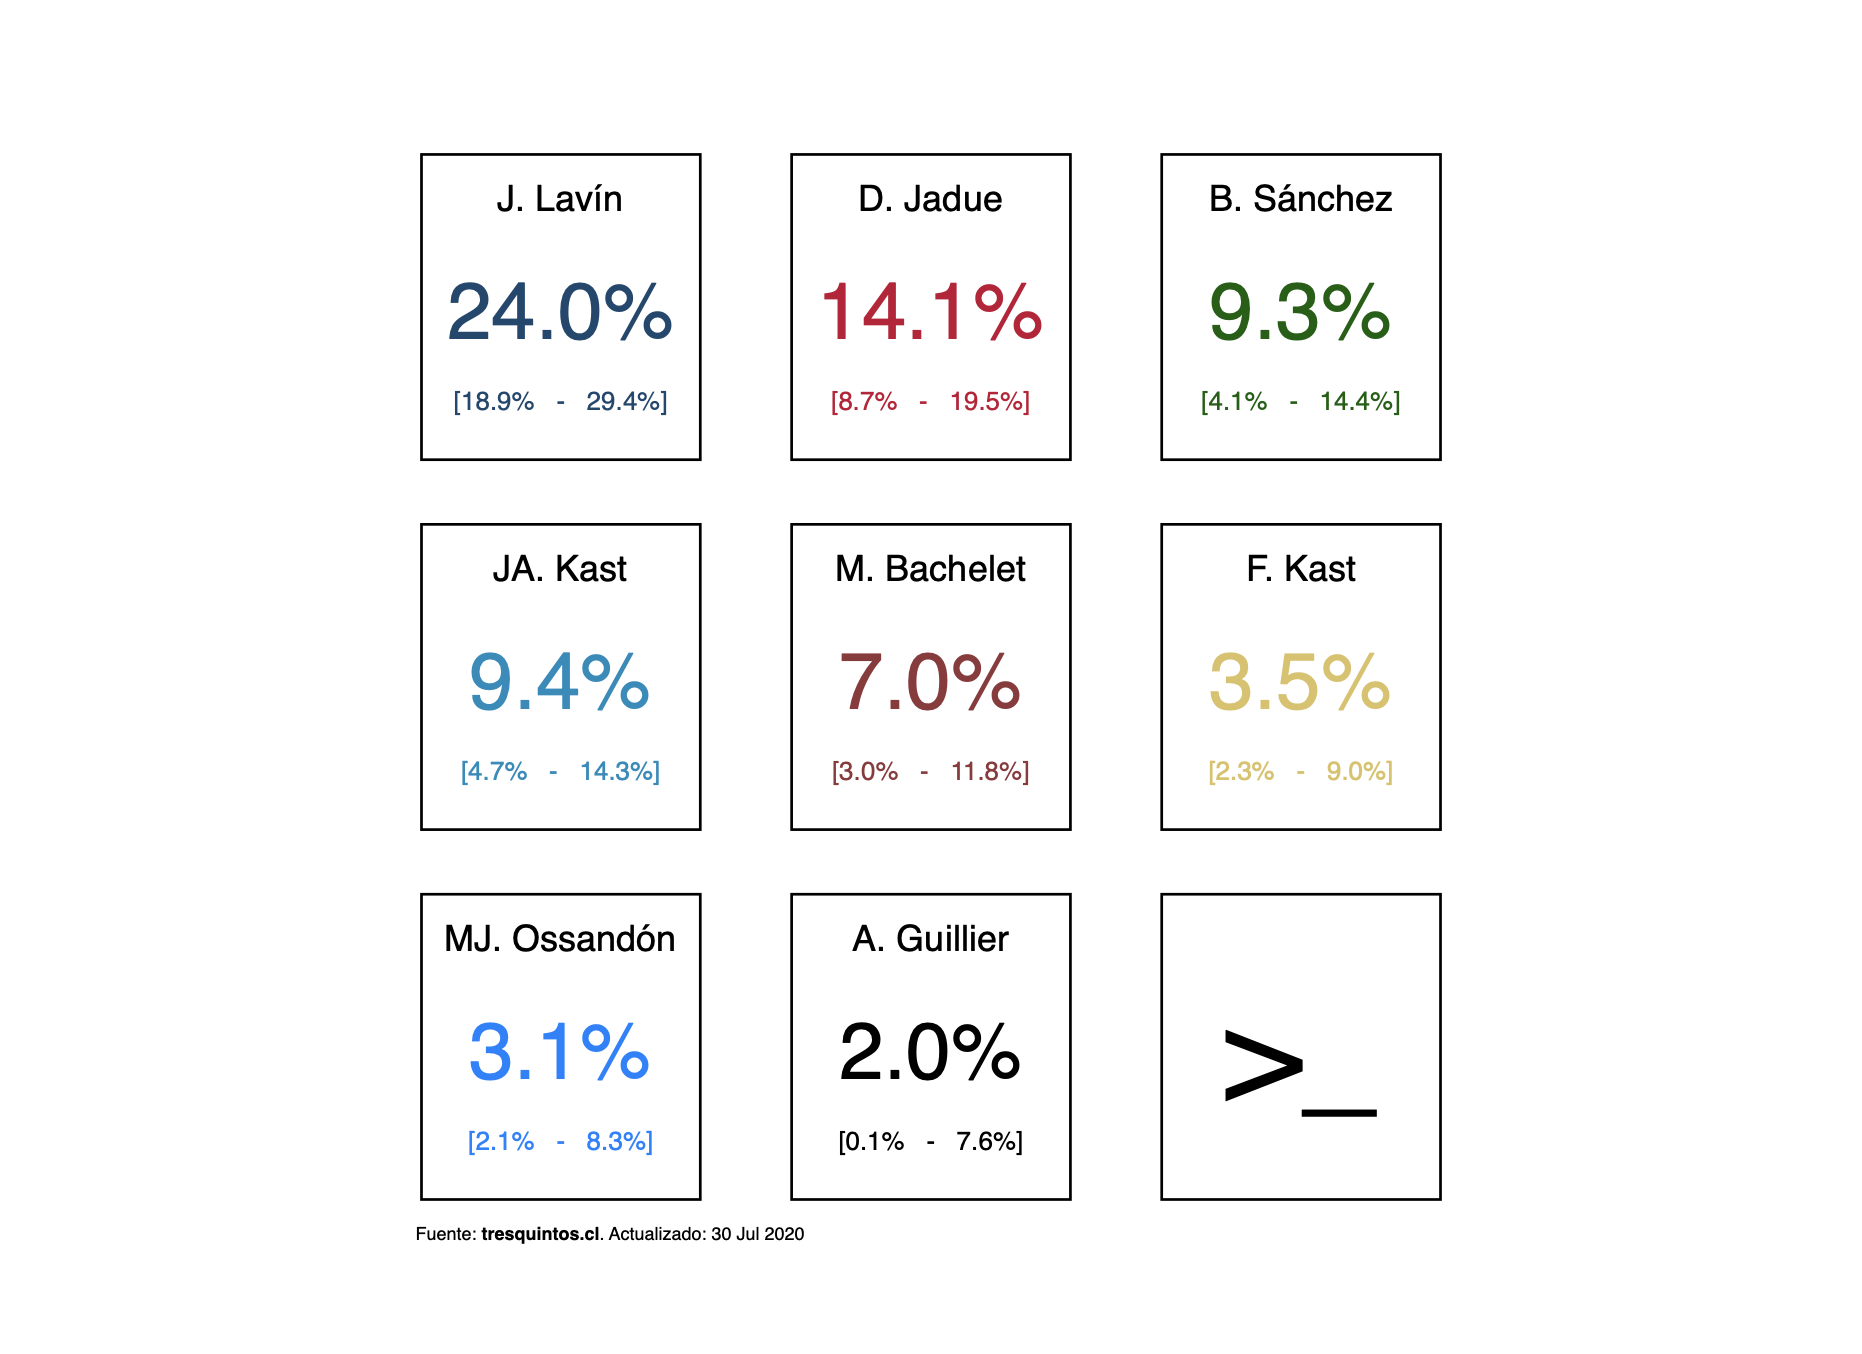 J. Lavín
24.0%
[18.9% - 29.4%]
D. Jadue
14.1%
[8.7% - 19.5%]
B. Sánchez
9.3%
[4.1% - 14.4%]
JA. Kast
9.4%
[4.7% - 14.3%]
M. Bachelet
7.0%
[3.0% - 11.8%]
F. Kast
3.5%
[2.3% - 9.0%]
MJ. Ossandón
3.1%
[2.1% - 8.3%]
A. Guillier
2.0%
[0.1% - 7.6%]
>_
Fuente: tresquintos.cl. Actualizado: 30 Jul 2020